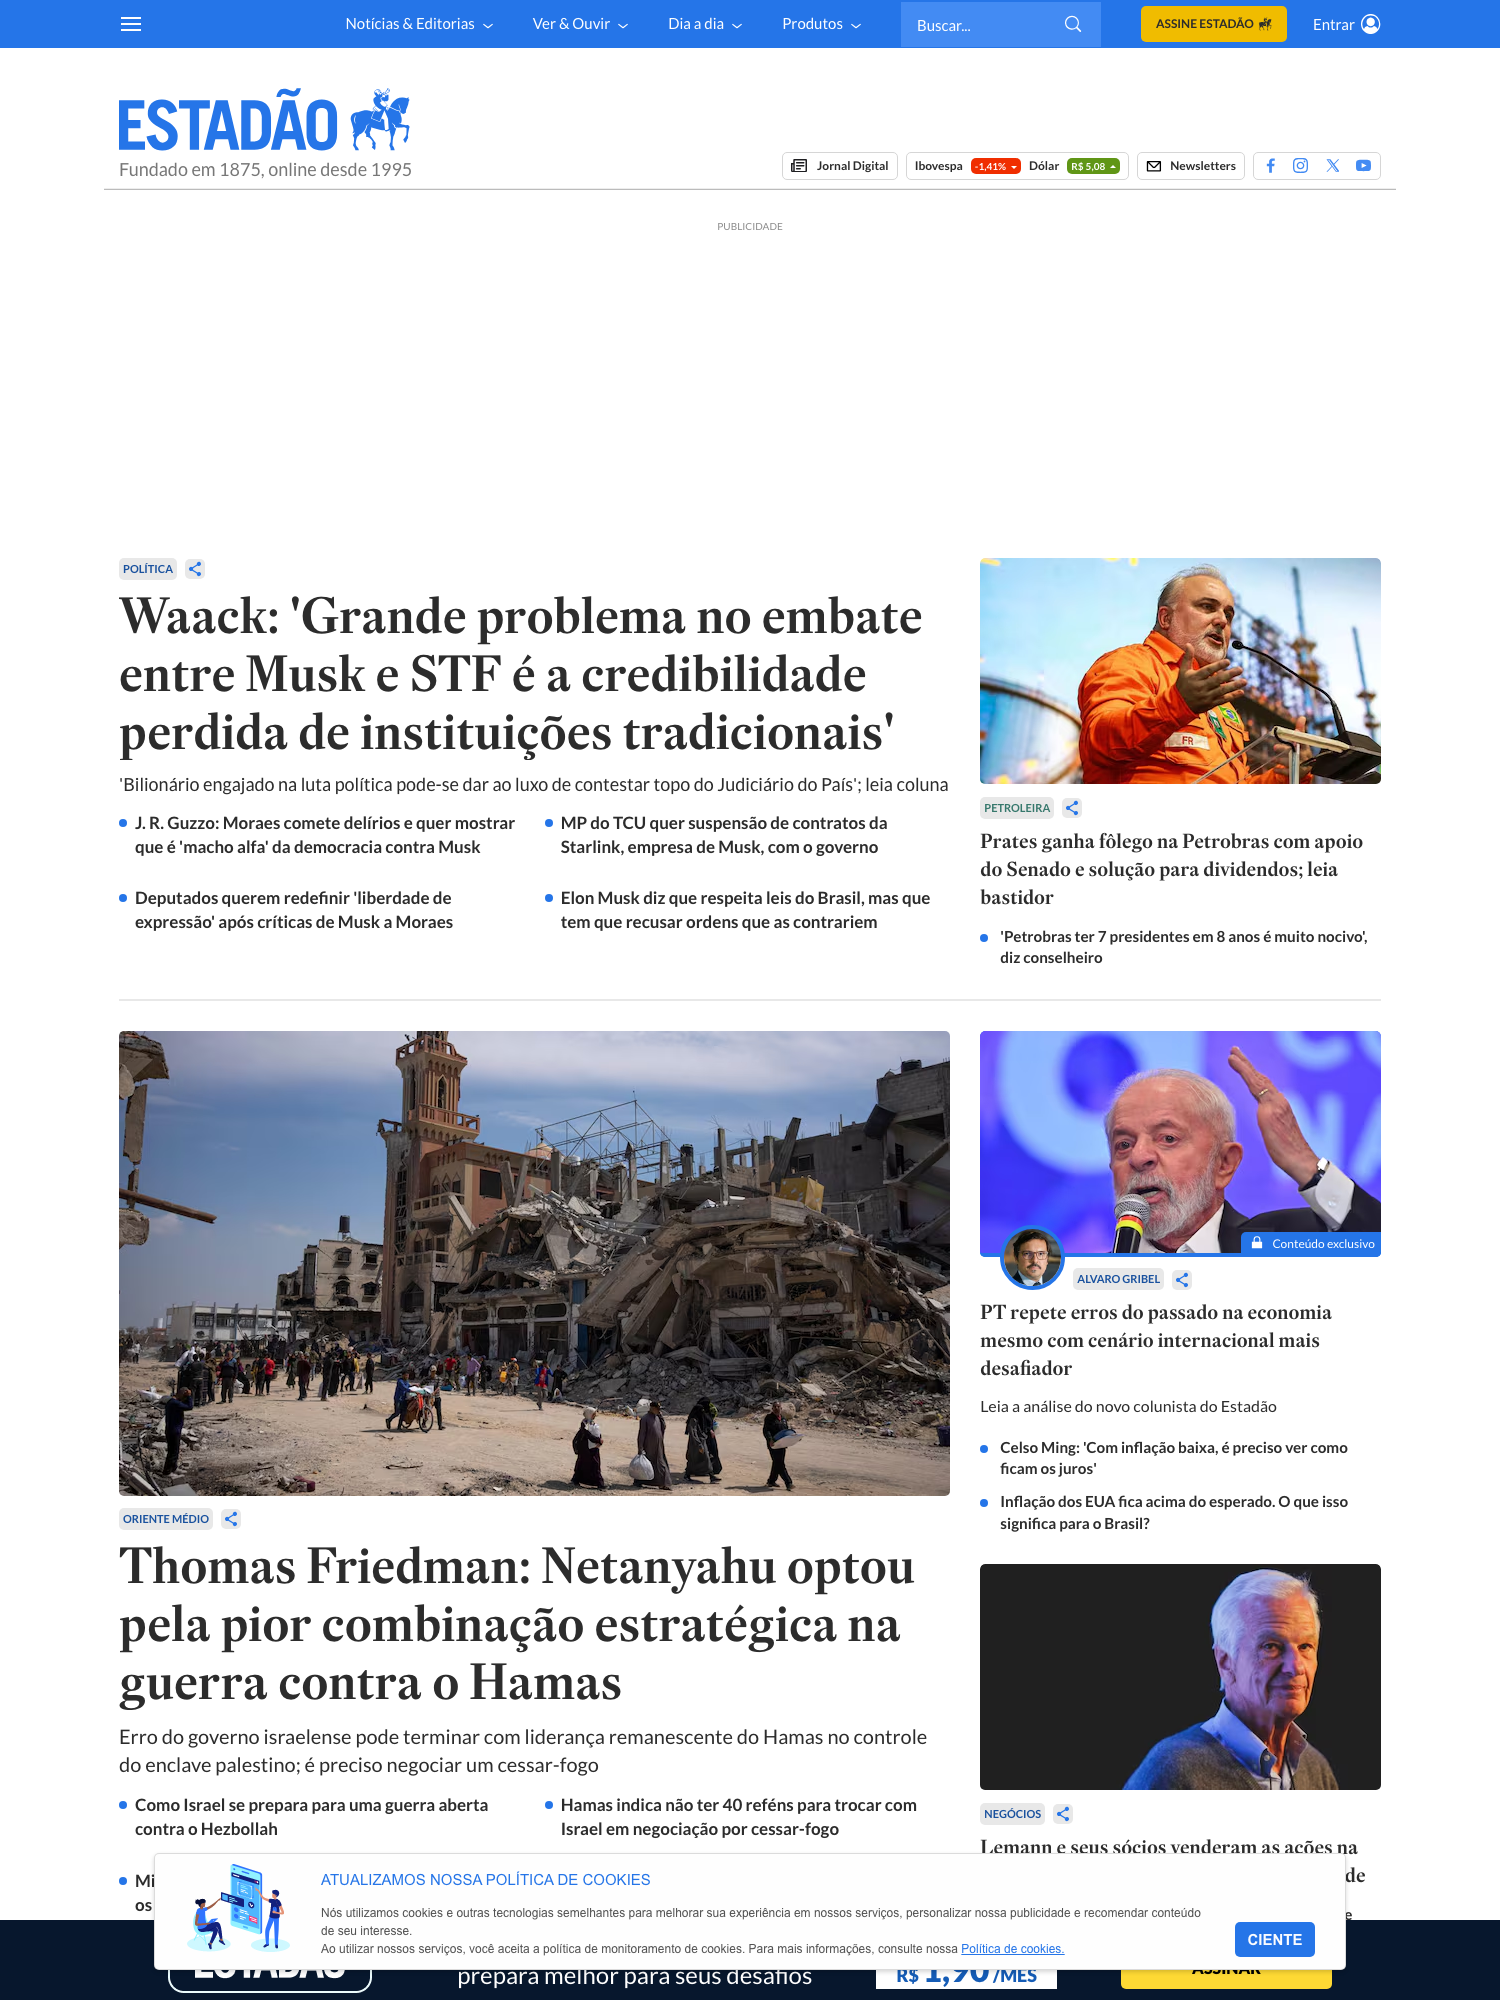 Notícias & Editorias
Ver & Ouvir
Dia a dia
Produtos
Buscar...
ASSINE ESTADÃO
Entrar
ESTADÃO
Fundado em 1875, online desde 1995
Jornal Digital
Ibovespa -1,41% Dólar R$ 5,08
Newsletters
PUBLICIDADE
POLÍTICA
Waack: 'Grande problema no embate
entre Musk e STF é a credibilidade
perdida de instituições tradicionais'
'Bilionário engajado na luta política pode-se dar ao luxo de contestar topo do Judiciário do País'; leia coluna
J. R. Guzzo: Moraes comete delírios e quer mostrar
que é 'macho alfa' da democracia contra Musk
MP do TCU quer suspensão de contratos da
Starlink, empresa de Musk, com o governo
Deputados querem redefinir 'liberdade de
expressão' após críticas de Musk a Moraes
Elon Musk diz que respeita leis do Brasil, mas que
tem que recusar ordens que as contrariem
FR
PETROLEIRA
Prates ganha fôlego na Petrobras com apoio
do Senado e solução para dividendos; leia
bastidor
'Petrobras ter 7 presidentes em 8 anos é muito nocivo',
diz conselheiro
ORIENTE MÉDIO
Thomas Friedman: Netanyahu optou
pela pior combinação estratégica na
guerra contra o Hamas
Erro do governo israelense pode terminar com liderança remanescente do Hamas no controle
do enclave palestino; é preciso negociar um cessar-fogo
Como Israel se prepara para uma guerra aberta
contra o Hezbollah
Hamas indica não ter 40 reféns para trocar com
Israel em negociação por cessar-fogo
Mi
os
Conteúdo exclusivo
ALVARO GRIBEL
PT repete erros do passado na economia
mesmo com cenário internacional mais
desafiador
Leia a análise do novo colunista do Estadão
Celso Ming: 'Com inflação baixa, é preciso ver como
ficam os juros'
Inflação dos EUA fica acima do esperado. O que isso
significa para o Brasil?
NEGÓCIOS
Lemann e seus sócios venderam as ações na
de
e
ATUALIZAMOS NOSSA POLÍTICA DE COOKIES
Nós utilizamos cookies e outras tecnologias semelhantes para melhorar sua experiência em nossos serviços, personalizar nossa publicidade e recomendar conteúdo
de seu interesse.
Ao utilizar nossos serviços, você aceita a política de monitoramento de cookies. Para mais informações, consulte nossa Política de cookies.
CIENTE
ESTADÃO
prepara melhor para seus desafios
R$ 1,90/MÊS
ASSINAR